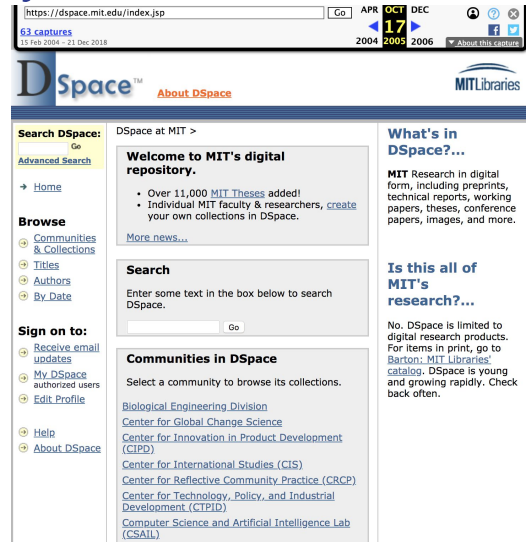 https://dspace.mit.edu/index.jsp
Go
APR OCT DEC
17
2004 2005 2006
63 captures
15 Feb 2004 – 21 Dec 2018
About this capture
DSpace™
About DSpace
MITLibraries
Search DSpace:
Go
Advanced Search
Home
Browse
Communities
& Collections
Titles
Authors
By Date
Sign on to:
Receive email
updates
My DSpace
authorized users
Edit Profile
Help
About DSpace
DSpace at MIT >
Welcome to MIT's digital
repository.
• Over 11,000 MIT Theses added!
• Individual MIT faculty & researchers, create
your own collections in DSpace.
More news...
Search
Enter some text in the box below to search
DSpace.
Go
Communities in DSpace
Select a community to browse its collections.
Biological Engineering Division
Center for Global Change Science
Center for Innovation in Product Development
(CIPD)
Center for International Studies (CIS)
Center for Reflective Community Practice (CRCP)
Center for Technology, Policy, and Industrial
Development (CTPID)
Computer Science and Artificial Intelligence Lab
(CSAIL)
What's in
DSpace?...
MIT Research in digital
form, including preprints,
technical reports, working
papers, theses, conference
papers, images, and more.
Is this all of
MIT's
research?...
No. DSpace is limited to
digital research products.
For items in print, go to
Barton: MIT Libraries'
catalog. DSpace is young
and growing rapidly. Check
back often.